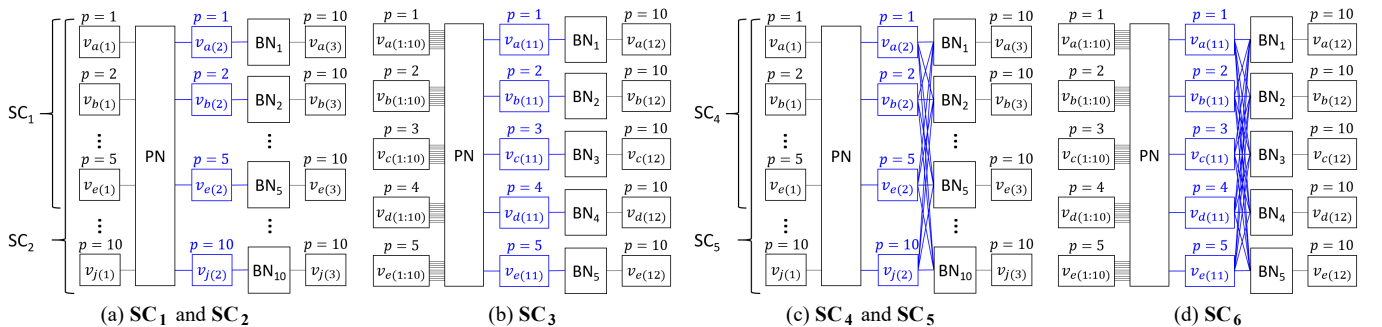 p = 1 p = 1 p = 10
v_a(1) v_a(2) BN₁ v_a(3)
p = 2 p = 2 p = 10
v_b(1) v_b(2) BN₂ v_b(3)
SC₁
⋮ ⋮ ⋮
PN
p = 5 p = 5 p = 10
v_e(1) v_e(2) BN₅ v_e(3)
SC₂
⋮ ⋮ ⋮
p = 10 p = 10 p = 10
v_j(1) v_j(2) BN₁₀ v_j(3)
(a) SC₁ and SC₂
p = 1 p = 1 p = 10
v_a(1:10) v_a(11) BN₁ v_a(12)
p = 2 p = 2 p = 10
v_b(1:10) v_b(11) BN₂ v_b(12)
p = 3 p = 3 p = 10
v_c(1:10) PN v_c(11) BN₃ v_c(12)
p = 4 p = 4 p = 10
v_d(1:10) v_d(11) BN₄ v_d(12)
p = 5 p = 5 p = 10
v_e(1:10) v_e(11) BN₅ v_e(12)
(b) SC₃
p = 1 p = 1 p = 10
v_a(1) v_a(2) BN₁ v_a(3)
p = 2 p = 2 p = 10
v_b(1) v_b(2) BN₂ v_b(3)
SC₄
⋮ ⋮
PN
p = 5 p = 5 p = 10
v_e(1) v_e(2) BN₅ v_e(3)
SC₅
⋮ ⋮
p = 10 p = 10 p = 10
v_j(1) v_j(2) BN₁₀ v_j(3)
(c) SC₄ and SC₅
p = 1 p = 1 p = 10
v_a(1:10) v_a(11) BN₁ v_a(12)
p = 2 p = 2 p = 10
v_b(1:10) v_b(11) BN₂ v_b(12)
p = 3 p = 3 p = 10
v_c(1:10) PN v_c(11) BN₃ v_c(12)
p = 4 p = 4 p = 10
v_d(1:10) v_d(11) BN₄ v_d(12)
p = 5 p = 5 p = 10
v_e(1:10) v_e(11) BN₅ v_e(12)
(d) SC₆